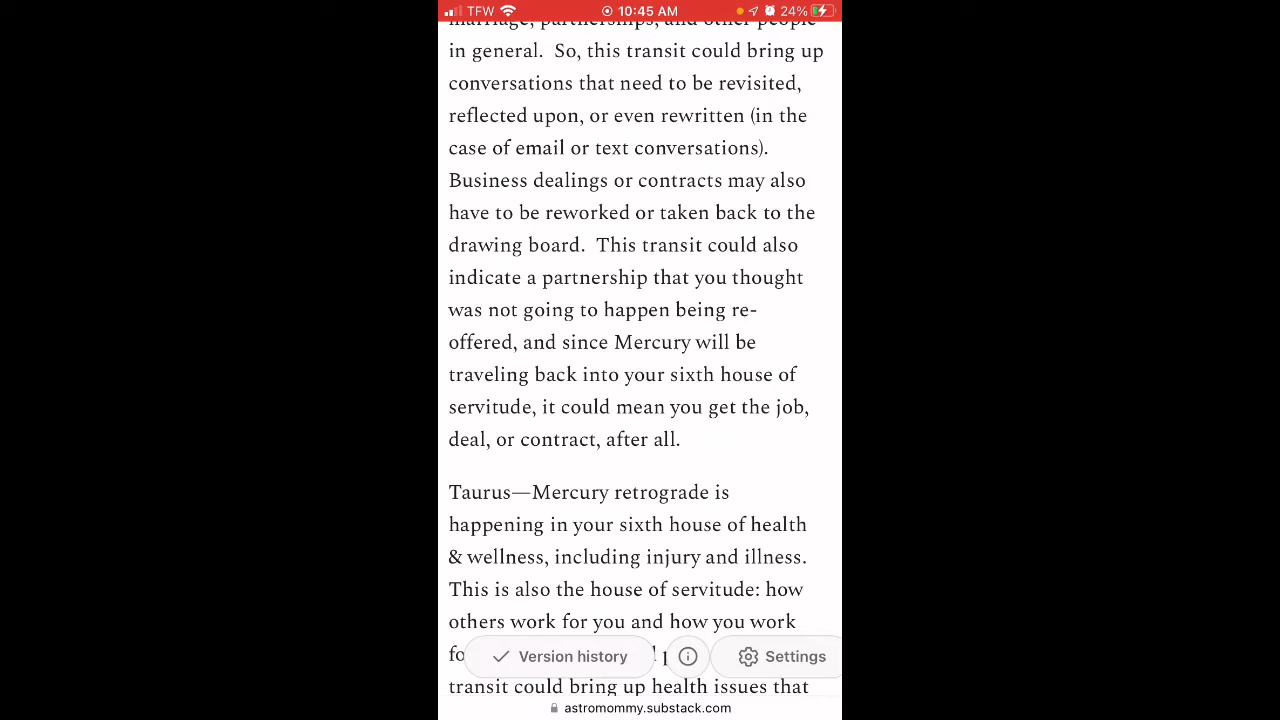 TFW 10:45 AM 24%
marriage, partnerships, and other people
in general. So, this transit could bring up
conversations that need to be revisited,
reflected upon, or even rewritten (in the
case of email or text conversations).
Business dealings or contracts may also
have to be reworked or taken back to the
drawing board. This transit could also
indicate a partnership that you thought
was not going to happen being re-
offered, and since Mercury will be
traveling back into your sixth house of
servitude, it could mean you get the job,
deal, or contract, after all.
Taurus—Mercury retrograde is
happening in your sixth house of health
& wellness, including injury and illness.
This is also the house of servitude: how
others work for you and how you work
Version history Settings
transit could bring up health issues that
astromommy.substack.com